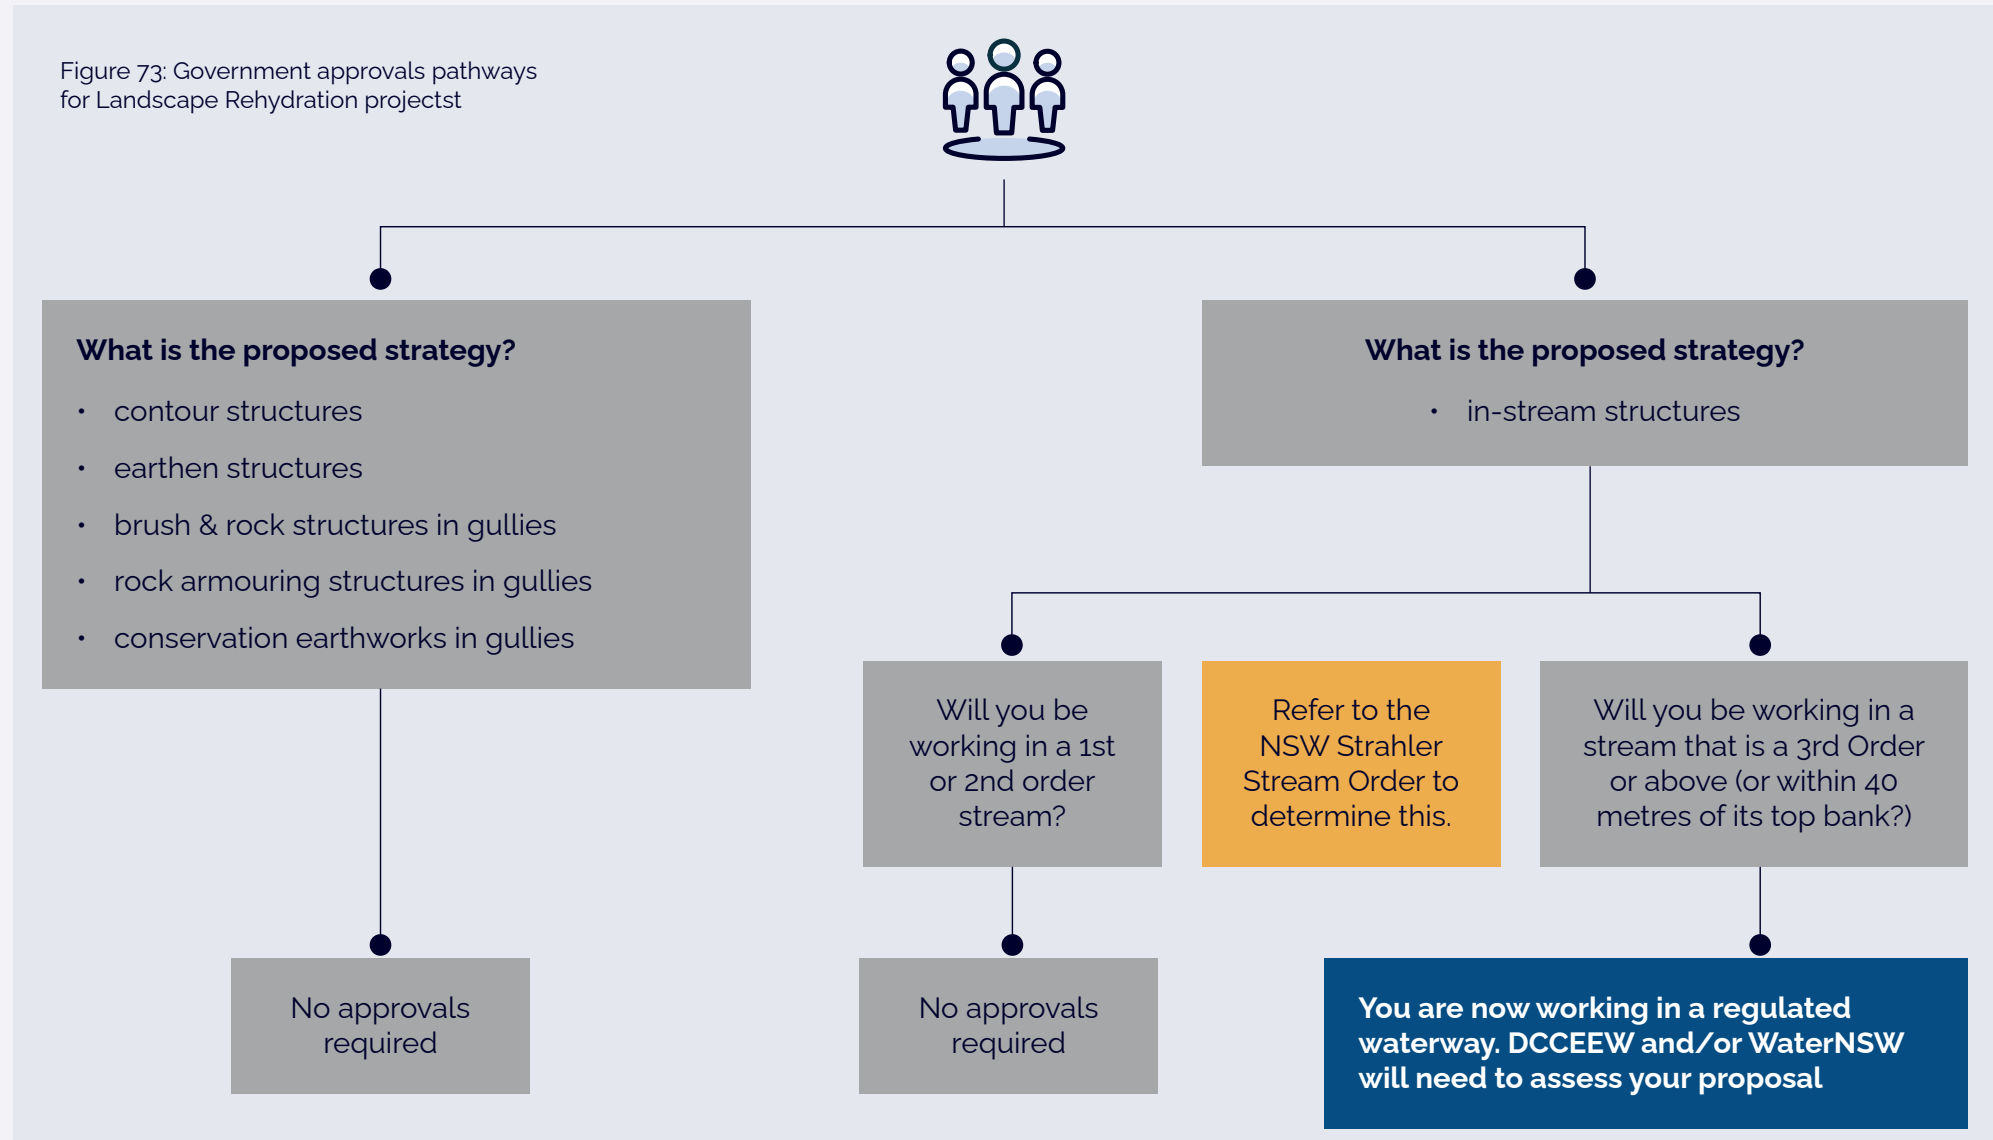 Figure 73: Government approvals pathways
for Landscape Rehydration projectst
What is the proposed strategy?
• contour structures
• earthen structures
• brush & rock structures in gullies
• rock armouring structures in gullies
• conservation earthworks in gullies
No approvals
required
What is the proposed strategy?
• in-stream structures
Will you be
working in a 1st
or 2nd order
stream?
No approvals
required
Refer to the
NSW Strahler
Stream Order to
determine this.
Will you be working in a
stream that is a 3rd Order
or above (or within 40
metres of its top bank?)
You are now working in a regulated
waterway. DCCEEW and/or WaterNSW
will need to assess your proposal